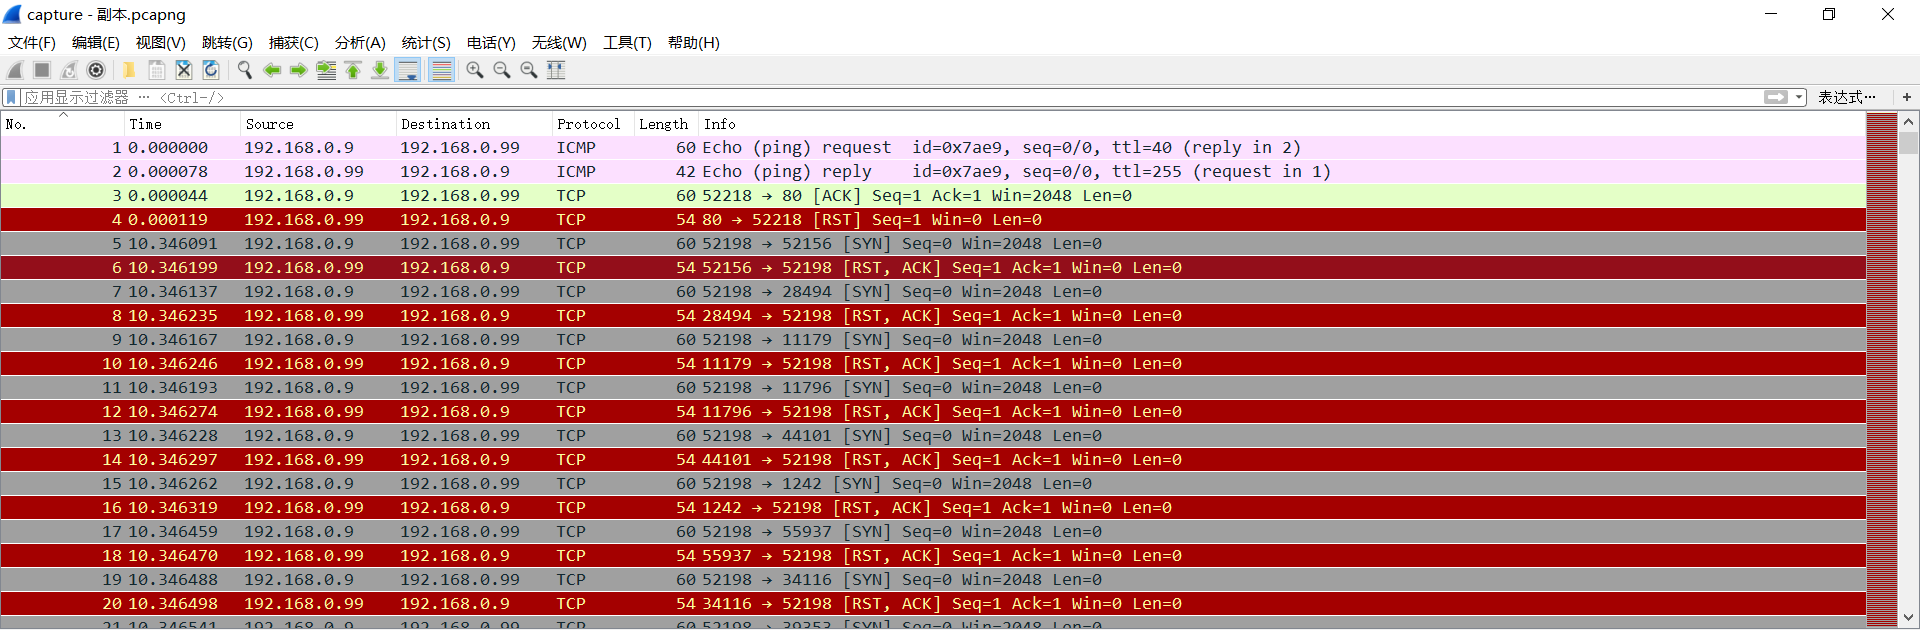 capture - 副本.pcapng
文件(F) 编辑(E) 视图(V) 跳转(G) 捕获(C) 分析(A) 统计(S) 电话(Y) 无线(W) 工具(T) 帮助(H)
应用显示过滤器 … <Ctrl-/> 表达式… +
No. Time Source Destination Protocol Length Info
1 0.000000 192.168.0.9 192.168.0.99 ICMP 60 Echo (ping) request id=0x7ae9, seq=0/0, ttl=40 (reply in 2)
2 0.000078 192.168.0.99 192.168.0.9 ICMP 42 Echo (ping) reply id=0x7ae9, seq=0/0, ttl=255 (request in 1)
3 0.000044 192.168.0.9 192.168.0.99 TCP 60 52218 → 80 [ACK] Seq=1 Ack=1 Win=2048 Len=0
4 0.000119 192.168.0.99 192.168.0.9 TCP 54 80 → 52218 [RST] Seq=1 Win=0 Len=0
5 10.346091 192.168.0.9 192.168.0.99 TCP 60 52198 → 52156 [SYN] Seq=0 Win=2048 Len=0
6 10.346199 192.168.0.99 192.168.0.9 TCP 54 52156 → 52198 [RST, ACK] Seq=1 Ack=1 Win=0 Len=0
7 10.346137 192.168.0.9 192.168.0.99 TCP 60 52198 → 28494 [SYN] Seq=0 Win=2048 Len=0
8 10.346235 192.168.0.99 192.168.0.9 TCP 54 28494 → 52198 [RST, ACK] Seq=1 Ack=1 Win=0 Len=0
9 10.346167 192.168.0.9 192.168.0.99 TCP 60 52198 → 11179 [SYN] Seq=0 Win=2048 Len=0
10 10.346246 192.168.0.99 192.168.0.9 TCP 54 11179 → 52198 [RST, ACK] Seq=1 Ack=1 Win=0 Len=0
11 10.346193 192.168.0.9 192.168.0.99 TCP 60 52198 → 11796 [SYN] Seq=0 Win=2048 Len=0
12 10.346274 192.168.0.99 192.168.0.9 TCP 54 11796 → 52198 [RST, ACK] Seq=1 Ack=1 Win=0 Len=0
13 10.346228 192.168.0.9 192.168.0.99 TCP 60 52198 → 44101 [SYN] Seq=0 Win=2048 Len=0
14 10.346297 192.168.0.99 192.168.0.9 TCP 54 44101 → 52198 [RST, ACK] Seq=1 Ack=1 Win=0 Len=0
15 10.346262 192.168.0.9 192.168.0.99 TCP 60 52198 → 1242 [SYN] Seq=0 Win=2048 Len=0
16 10.346319 192.168.0.99 192.168.0.9 TCP 54 1242 → 52198 [RST, ACK] Seq=1 Ack=1 Win=0 Len=0
17 10.346459 192.168.0.9 192.168.0.99 TCP 60 52198 → 55937 [SYN] Seq=0 Win=2048 Len=0
18 10.346470 192.168.0.99 192.168.0.9 TCP 54 55937 → 52198 [RST, ACK] Seq=1 Ack=1 Win=0 Len=0
19 10.346488 192.168.0.9 192.168.0.99 TCP 60 52198 → 34116 [SYN] Seq=0 Win=2048 Len=0
20 10.346498 192.168.0.99 192.168.0.9 TCP 54 34116 → 52198 [RST, ACK] Seq=1 Ack=1 Win=0 Len=0
21 10.346541 192.168.0.9 192.168.0.99 TCP 60 52198 → 39353 [SYN] Seq=0 Win=2048 Len=0